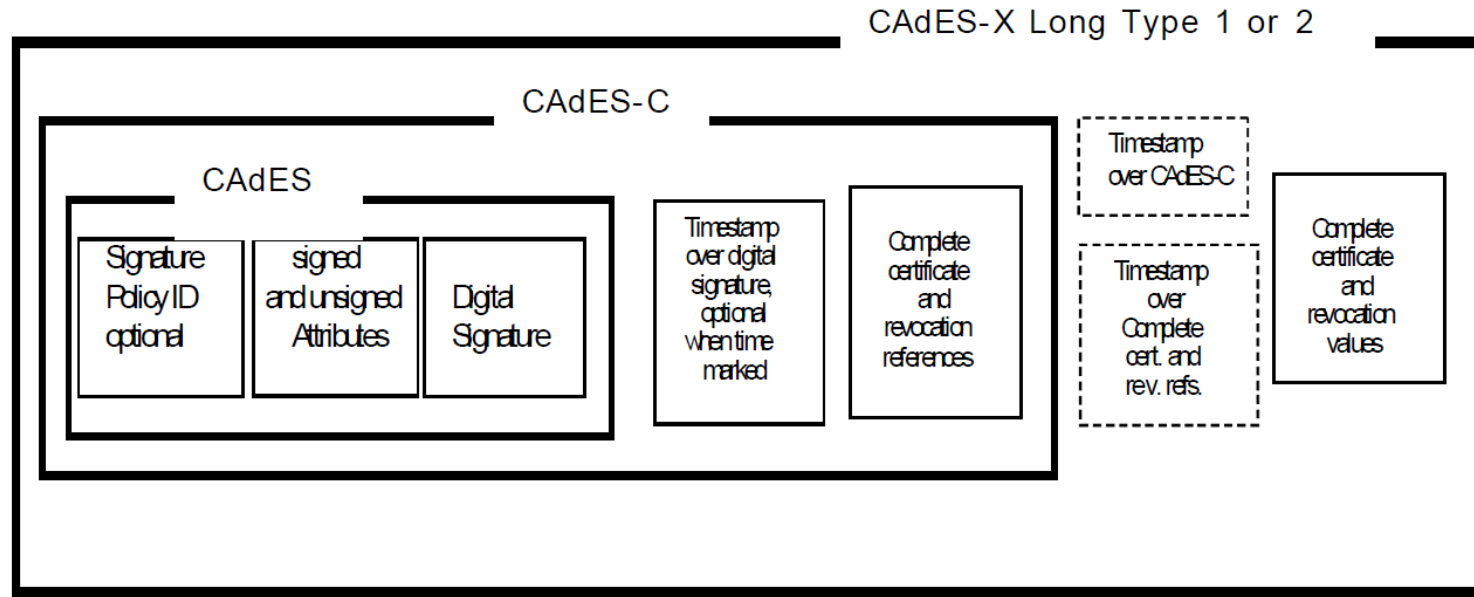 CAdES-X Long Type 1 or 2
CAdES-C
CAdES
Signature
Policy ID
optional
signed
and unsigned
Attributes
Digital
Signature
Timestamp
over digital
signature,
optional
when time
marked
Complete
certificate
and
revocation
references
Timestamp
over CAdES-C
Timestamp
over
Complete
cert. and
rev. refs.
Complete
certificate
and
revocation
values